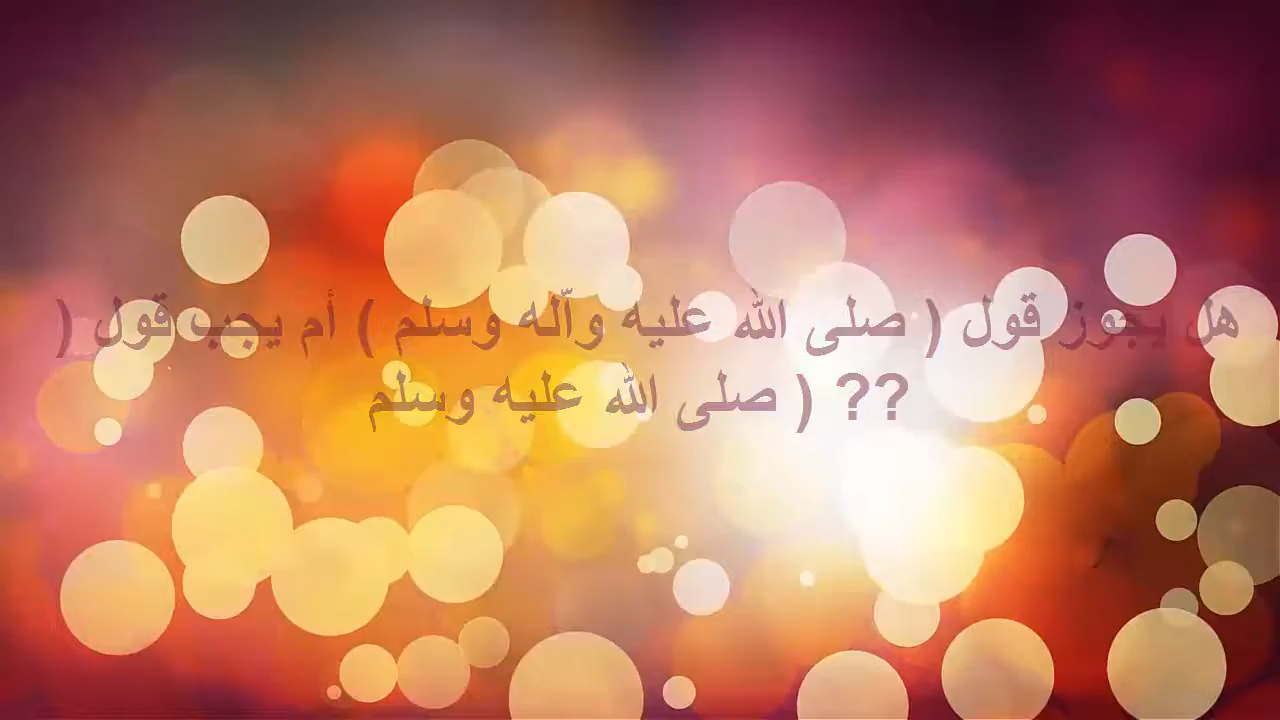 هل يجوز قول ( صلى الله عليه وآله وسلم ) أم يجب قول (
صلى الله عليه وسلم ) ??